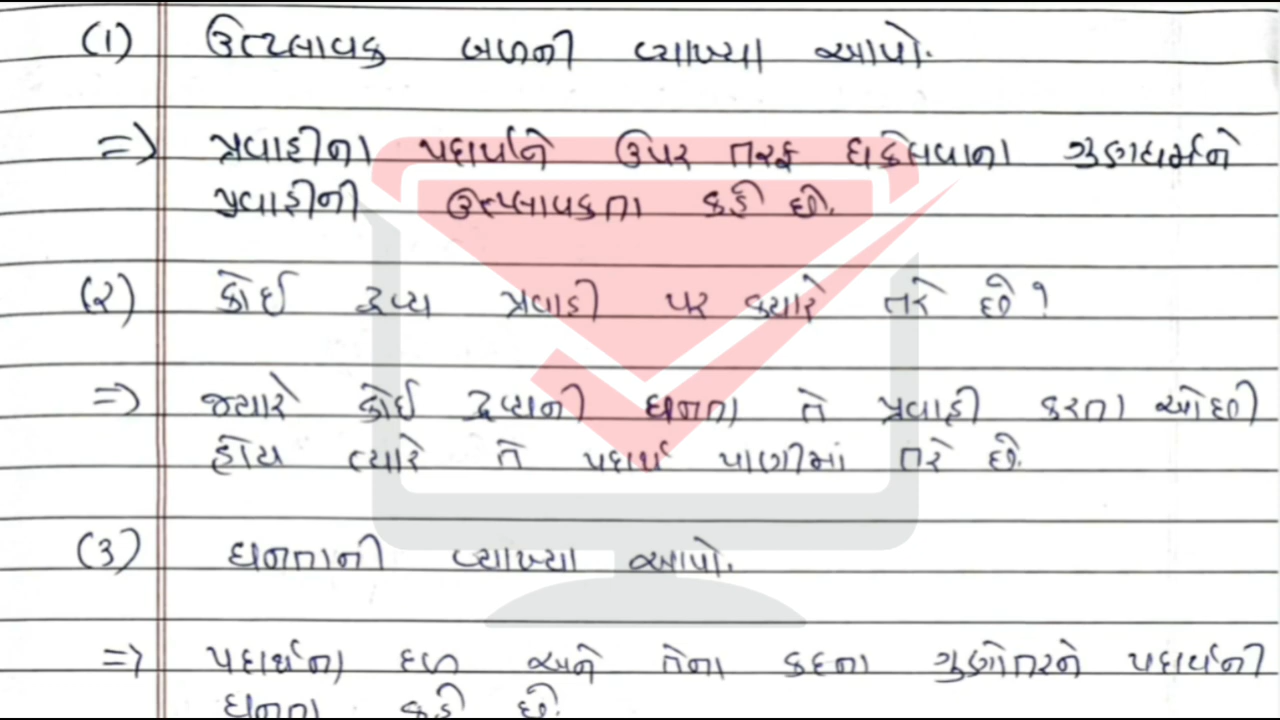 (1) ઉત્પ્લાવક બળની વ્યાખ્યા આપો.
=> પ્રવાહીના પદાર્થને ઉપર તરફ ધકેલવાના ગુણધર્મને
પ્રવાહીની ઉત્પ્લાવકતા કહે છે.
(૨) કોઈ દ્રવ્ય પ્રવાહી પર ક્યારે તરે છે?
=> જ્યારે કોઈ દ્રવ્યની ઘનતા તે પ્રવાહી કરતા ઓછી
હોય ત્યારે તે પદાર્થ પાણીમાં તરે છે.
(૩) ઘનતાની વ્યાખ્યા આપો.
=> પદાર્થના દળ અને તેના કદના ગુણોતરને પદાર્થની
ઘનતા કહે છે.